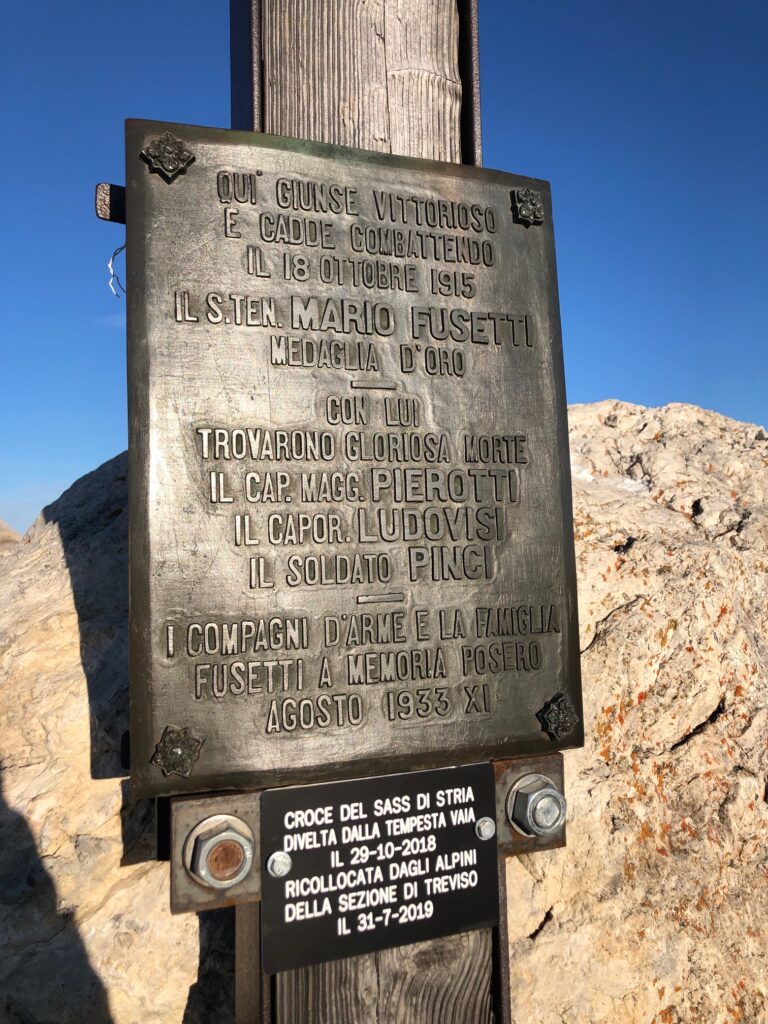 QUI' GIUNSE VITTORIOSO
E CADDE COMBATTENDO
IL 18 OTTOBRE 1915
IL S.TEN. MARIO FUSETTI
MEDAGLIA D'ORO
CON LUI
TROVARONO GLORIOSA MORTE
IL CAP. MAGG. PIEROTTI
IL CAPOR. LUDOVISI
IL SOLDATO PINCI
I COMPAGNI D'ARME E LA FAMIGLIA
FUSETTI A MEMORIA POSERO
AGOSTO 1933 XI
CROCE DEL SASS DI STRIA
DIVELTA DALLA TEMPESTA VAIA
IL 29-10-2018
RICOLLOCATA DAGLI ALPINI
DELLA SEZIONE DI TREVISO
IL 31-7-2019